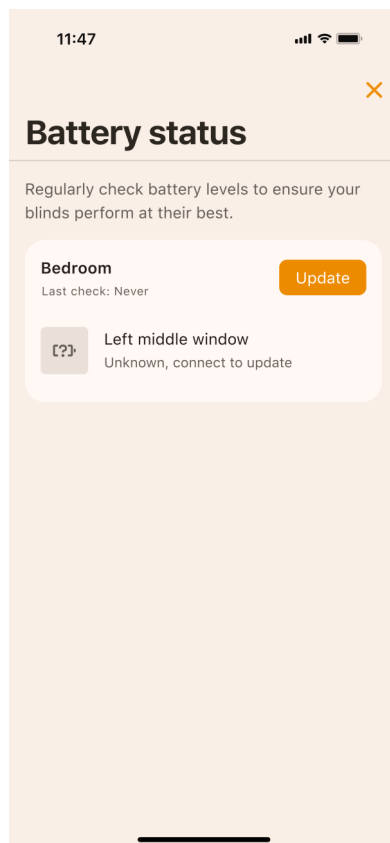 11:47
Battery status
Regularly check battery levels to ensure your
blinds perform at their best.
Bedroom
Update
Last check: Never
[?]
Left middle window
Unknown, connect to update